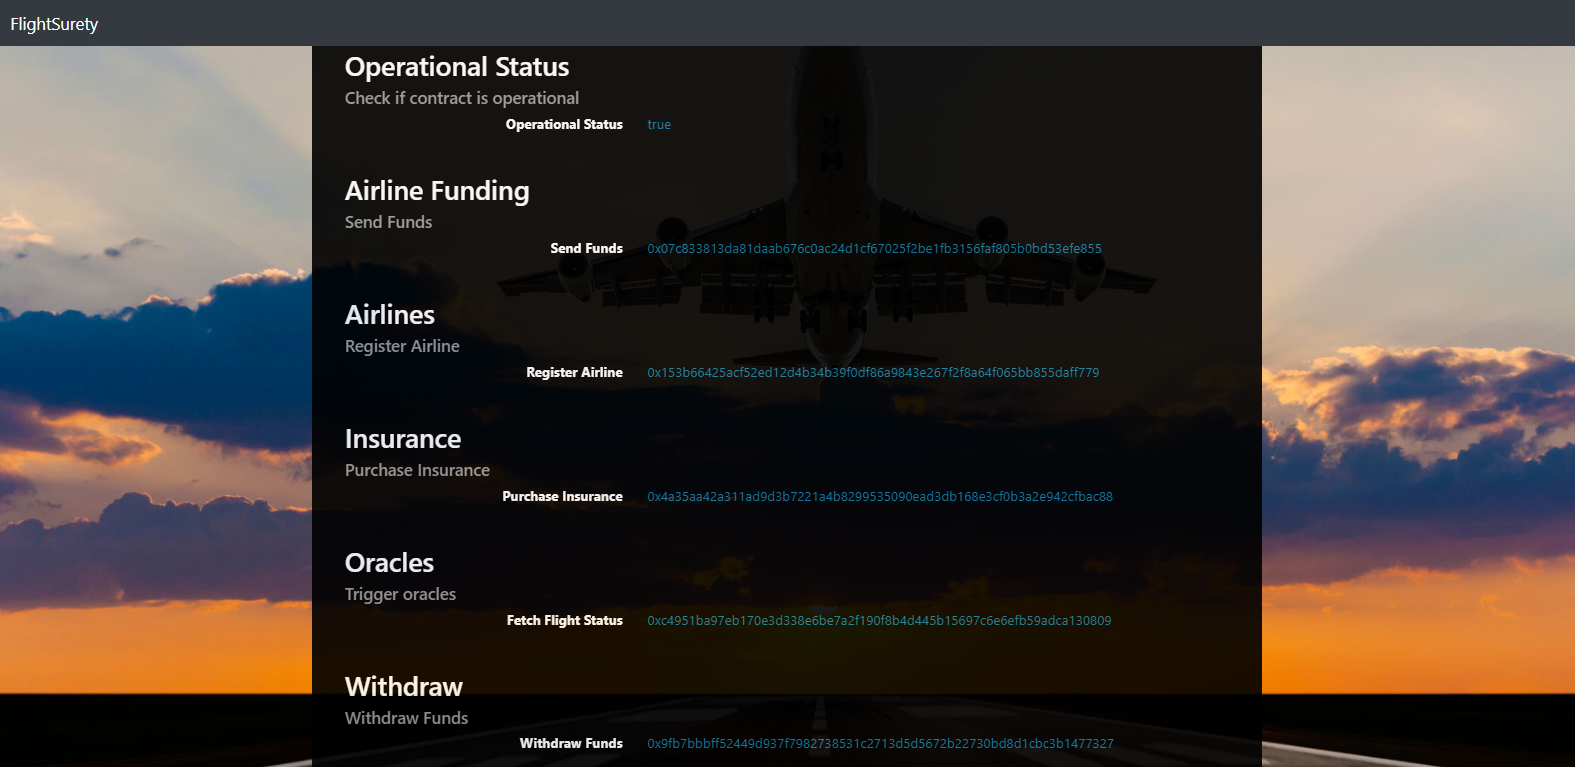 FlightSurety
Operational Status
Check if contract is operational
Operational Status true
Airline Funding
Send Funds
Send Funds 0x07c833813da81daab676c0ac24d1cf67025f2be1fb3156faf805b0bd53efe855
Airlines
Register Airline
Register Airline 0x153b66425acf52ed12d4b34b39f0df86a9843e267f2f8a64f065bb855daff779
Insurance
Purchase Insurance
Purchase Insurance 0x4a35aa42a311ad9d3b7221a4b8299535090ead3db168e3cf0b3a2e942cfbac88
Oracles
Trigger oracles
Fetch Flight Status 0xc4951ba97eb170e3d338e6be7a2f190f8b4d445b15697c6e6efb59adca130809
Withdraw
Withdraw Funds
Withdraw Funds 0x9fb7bbbff52449d937f7982738531c2713d5d5672b22730bd8d1cbc3b1477327